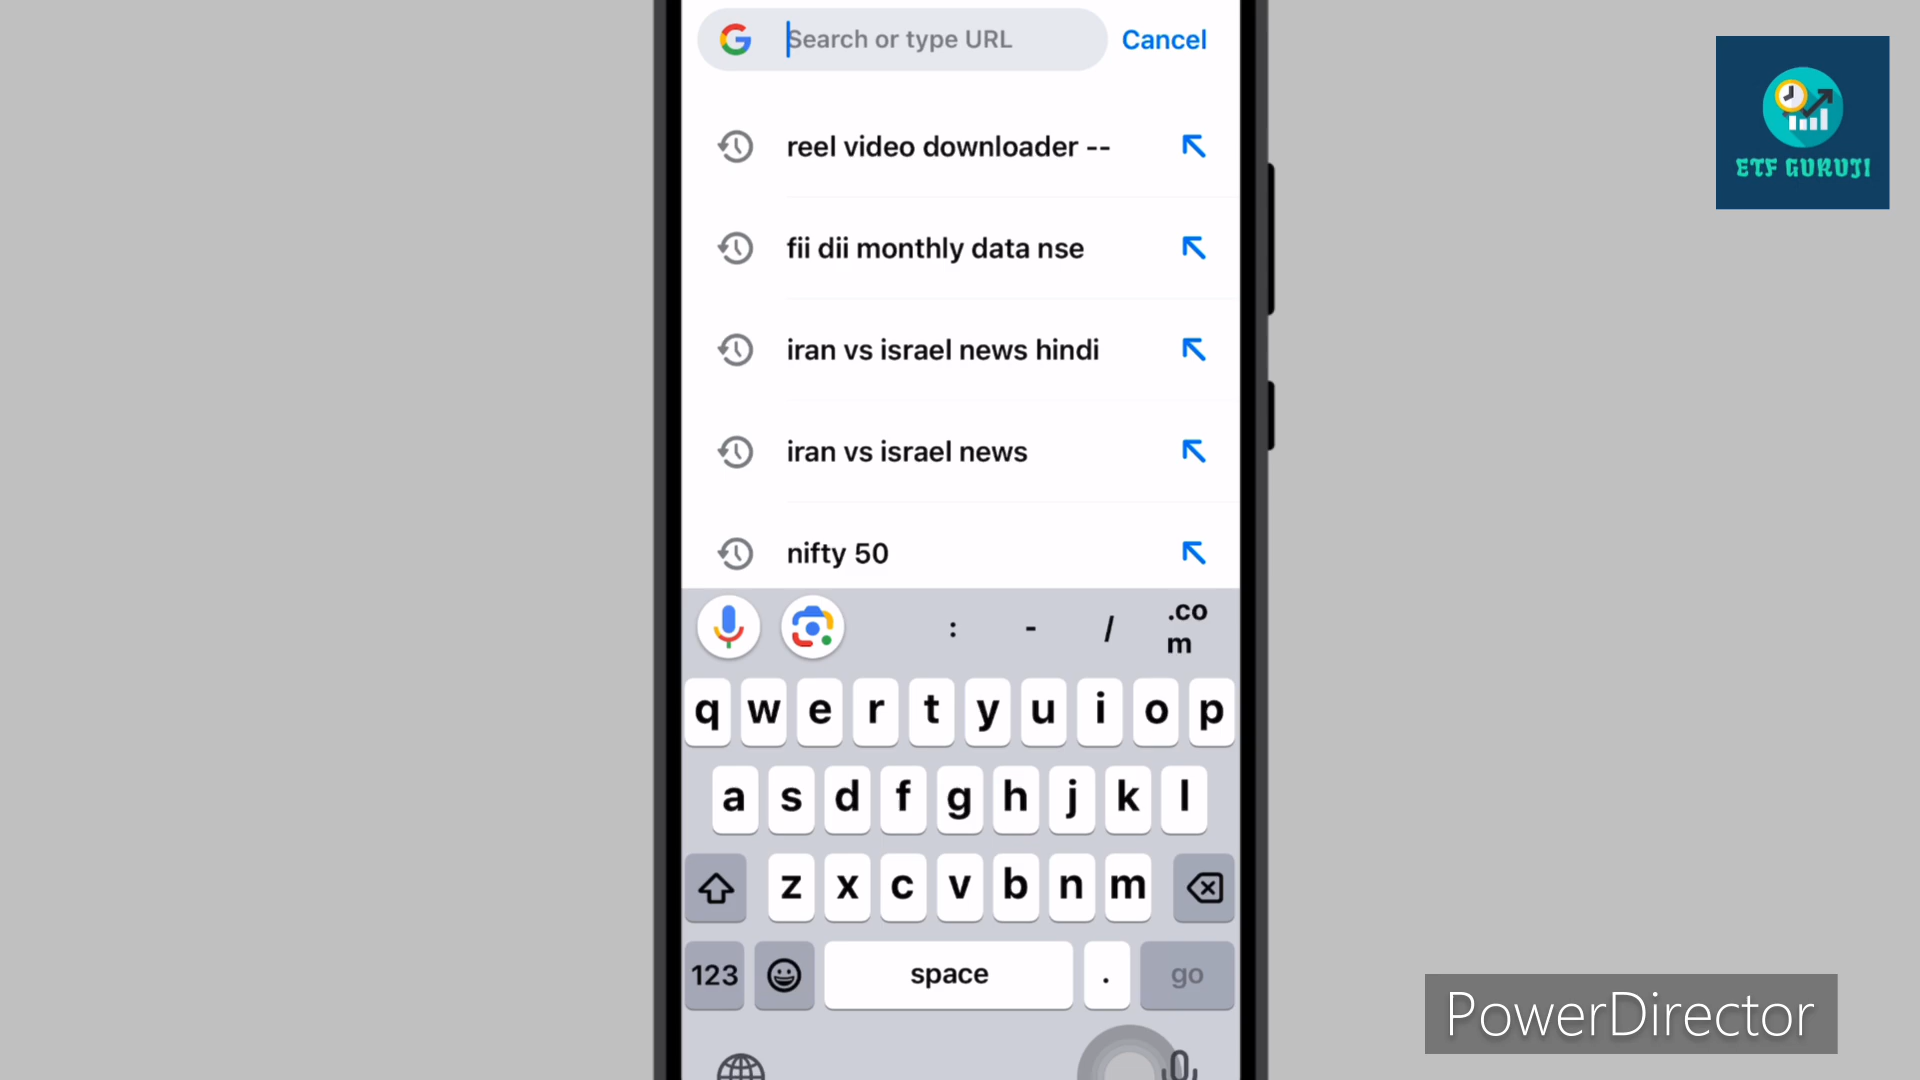 Search or type URL Cancel
reel video downloader --
fii dii monthly data nse
iran vs israel news hindi
iran vs israel news
nifty 50
: - / .co
m
q w e r t y u i o p
a s d f g h j k l
z x c v b n m
123 space . go
ETF GURUJI
PowerDirector